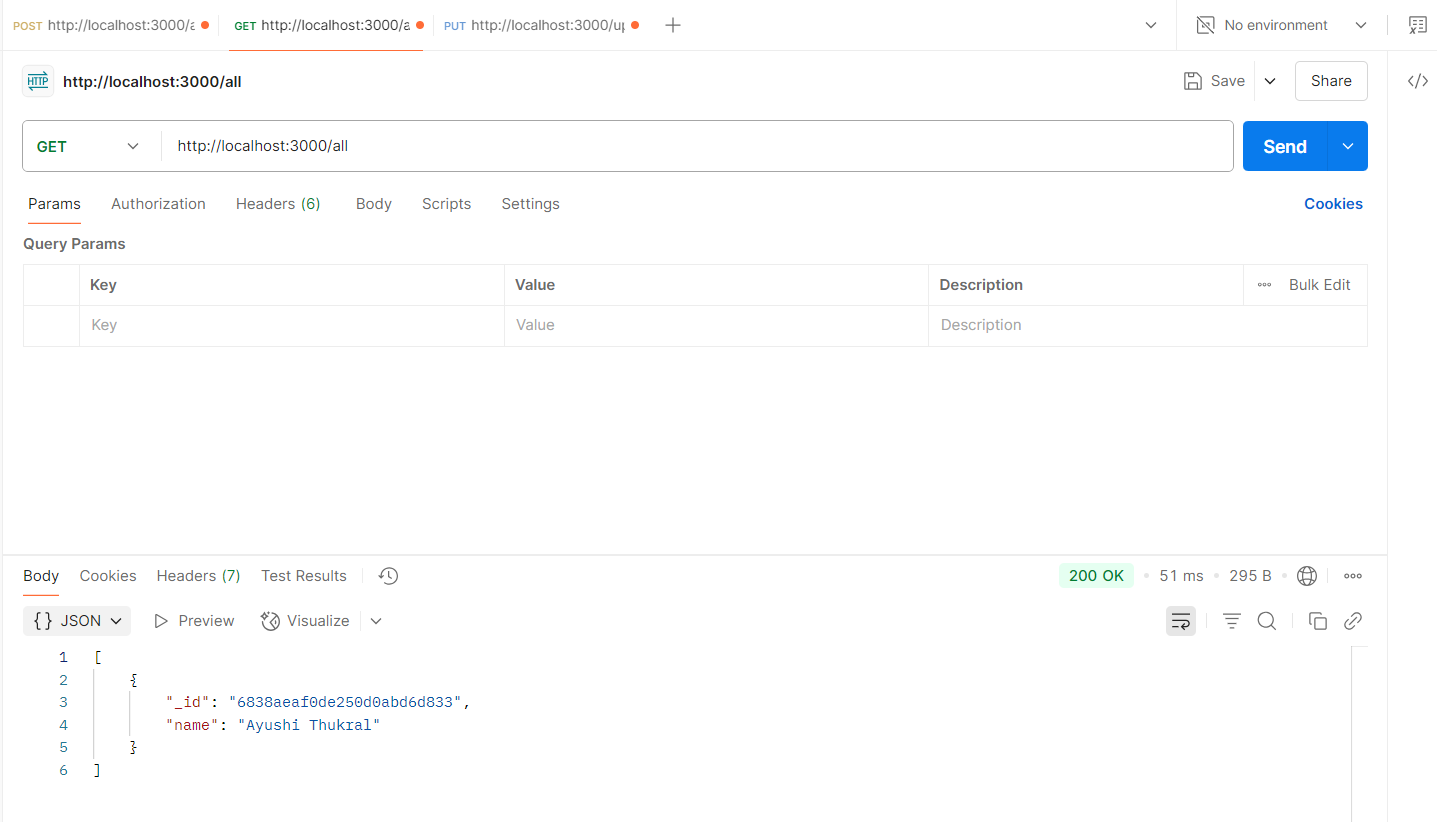 POST http://localhost:3000/a GET http://localhost:3000/a PUT http://localhost:3000/up No environment
HTTP http://localhost:3000/all Save Share
GET http://localhost:3000/all Send
Params Authorization Headers (6) Body Scripts Settings Cookies
Query Params
Key Value Description Bulk Edit
Key Value Description
Body Cookies Headers (7) Test Results 200 OK 51 ms 295 B
{} JSON Preview Visualize
1 [
2 {
3 "_id": "6838aeaf0de250d0abd6d833",
4 "name": "Ayushi Thukral"
5 }
6 ]